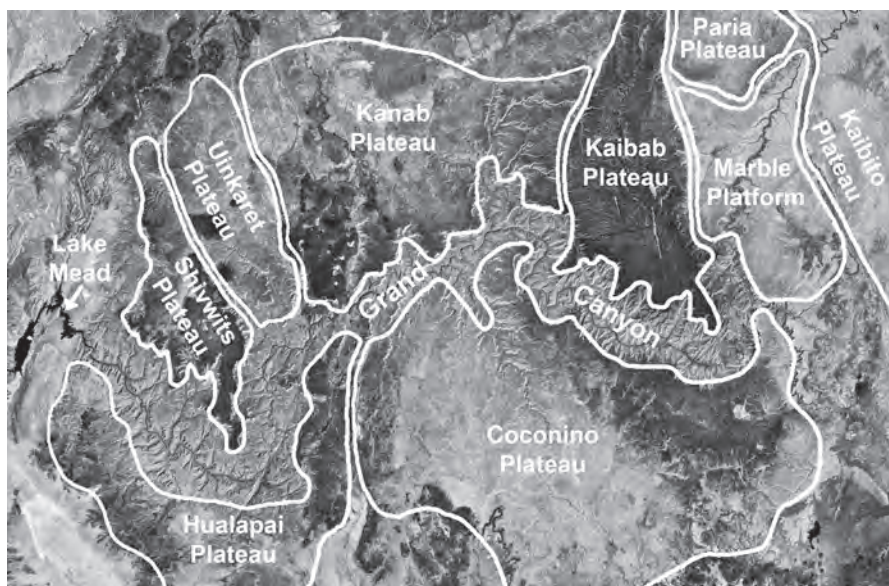 Paria
Plateau
Kanab
Plateau
Kaibab
Plateau
Marble
Platform
Kaibito
Plateau
Uinkaret
Plateau
Shivwits
Plateau
Lake
Mead
Grand
Canyon
Coconino
Plateau
Hualapai
Plateau